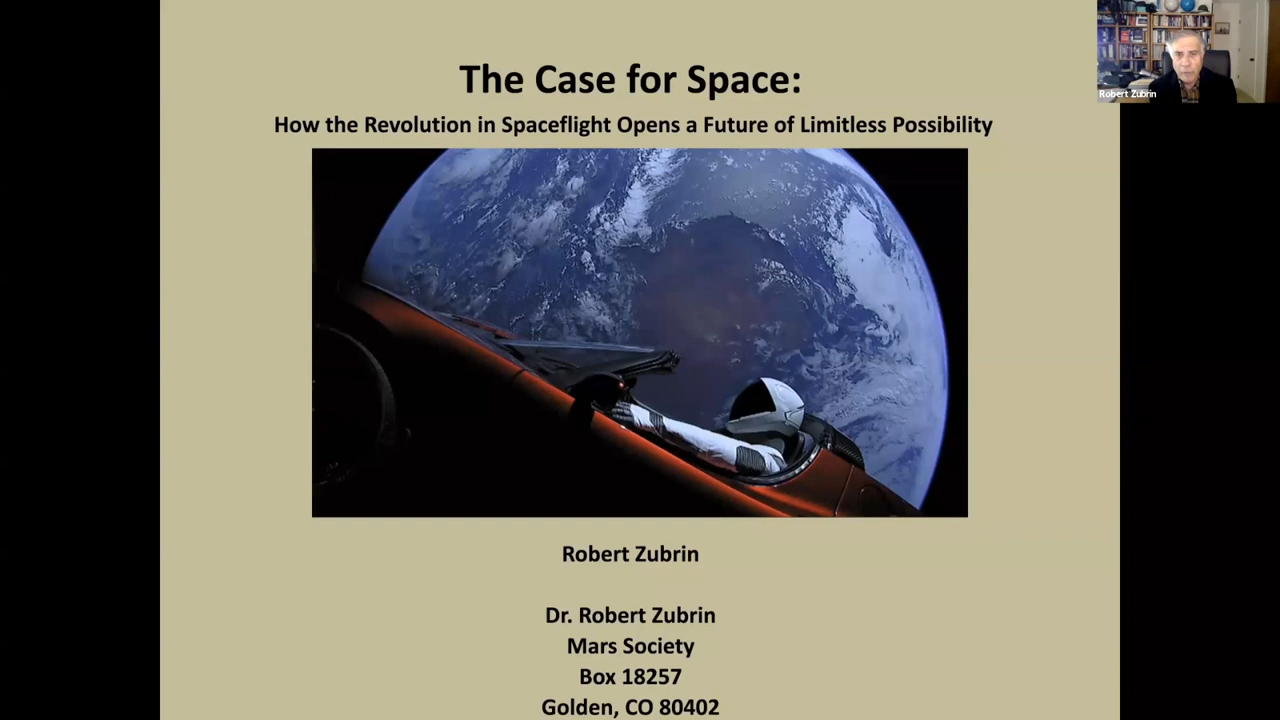 The Case for Space:
How the Revolution in Spaceflight Opens a Future of Limitless Possibility
Robert Zubrin
Robert Zubrin
Dr. Robert Zubrin
Mars Society
Box 18257
Golden, CO 80402